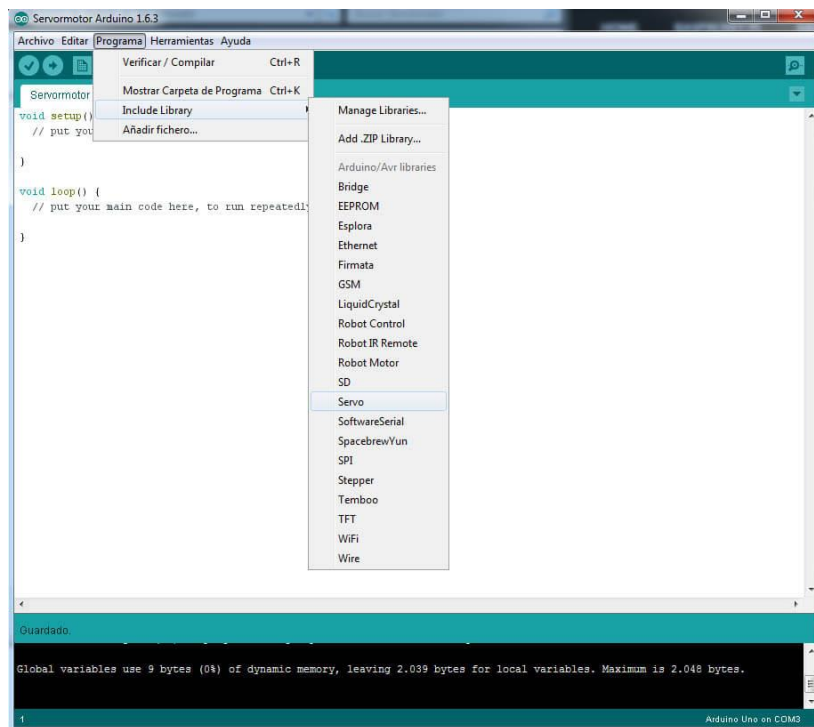 Servormotor Arduino 1.6.3
Archivo Editar Programa Herramientas Ayuda
Verificar / Compilar Ctrl+R
Mostrar Carpeta de Programa Ctrl+K
Include Library
Añadir fichero...
Servormotor
void setup()
// put you
}
void loop() {
// put your main code here, to run repeatedly
}
Manage Libraries...
Add .ZIP Library...
Arduino/Avr libraries
Bridge
EEPROM
Esplora
Ethernet
Firmata
GSM
LiquidCrystal
Robot Control
Robot IR Remote
Robot Motor
SD
Servo
SoftwareSerial
SpacebrewYun
SPI
Stepper
Temboo
TFT
WiFi
Wire
Guardado.
Global variables use 9 bytes (0%) of dynamic memory, leaving 2.039 bytes for local variables. Maximum is 2.048 bytes.
1
Arduino Uno on COM3